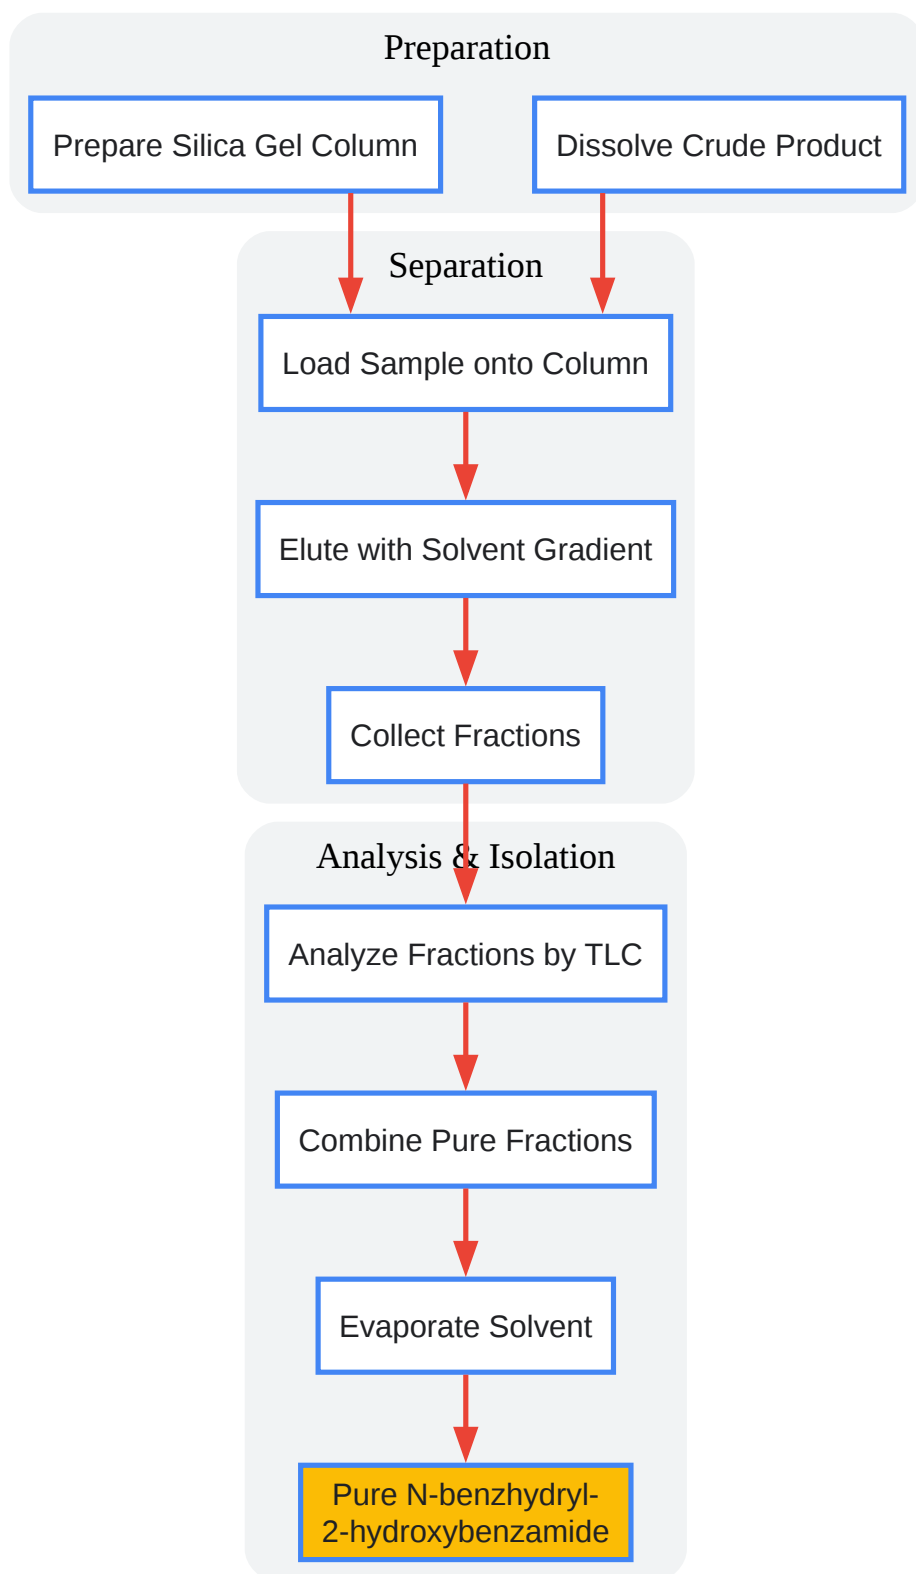 Preparation
Prepare Silica Gel Column
Dissolve Crude Product
Separation
Load Sample onto Column
Elute with Solvent Gradient
Collect Fractions
Analysis & Isolation
Analyze Fractions by TLC
Combine Pure Fractions
Evaporate Solvent
Pure N-benzhydryl-
2-hydroxybenzamide